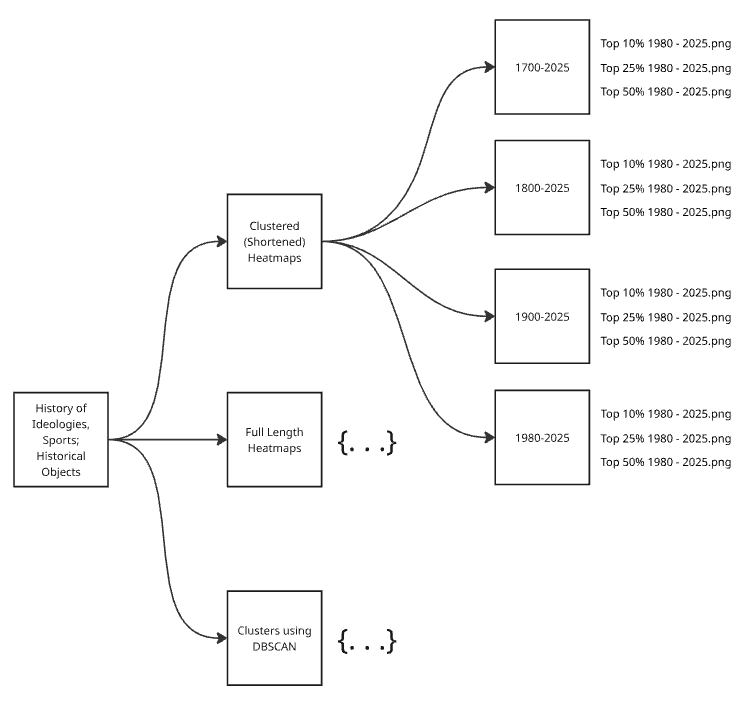 1700-2025
Top 10% 1980 - 2025.png
Top 25% 1980 - 2025.png
Top 50% 1980 - 2025.png
1800-2025
Top 10% 1980 - 2025.png
Top 25% 1980 - 2025.png
Top 50% 1980 - 2025.png
Clustered
(Shortened)
Heatmaps
1900-2025
Top 10% 1980 - 2025.png
Top 25% 1980 - 2025.png
Top 50% 1980 - 2025.png
1980-2025
Top 10% 1980 - 2025.png
Top 25% 1980 - 2025.png
Top 50% 1980 - 2025.png
History of
Ideologies,
Sports;
Historical
Objects
Full Length
Heatmaps
{. . .}
Clusters using
DBSCAN
{. . .}